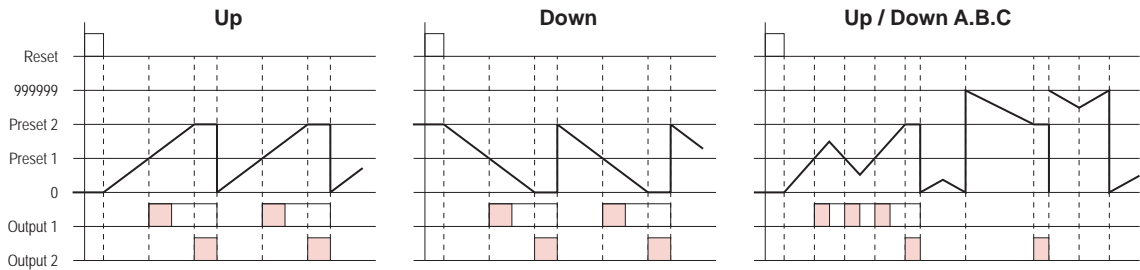 Up
Down
Up / Down A.B.C
Reset
999999
Preset 2
Preset 1
0
Output 1
Output 2